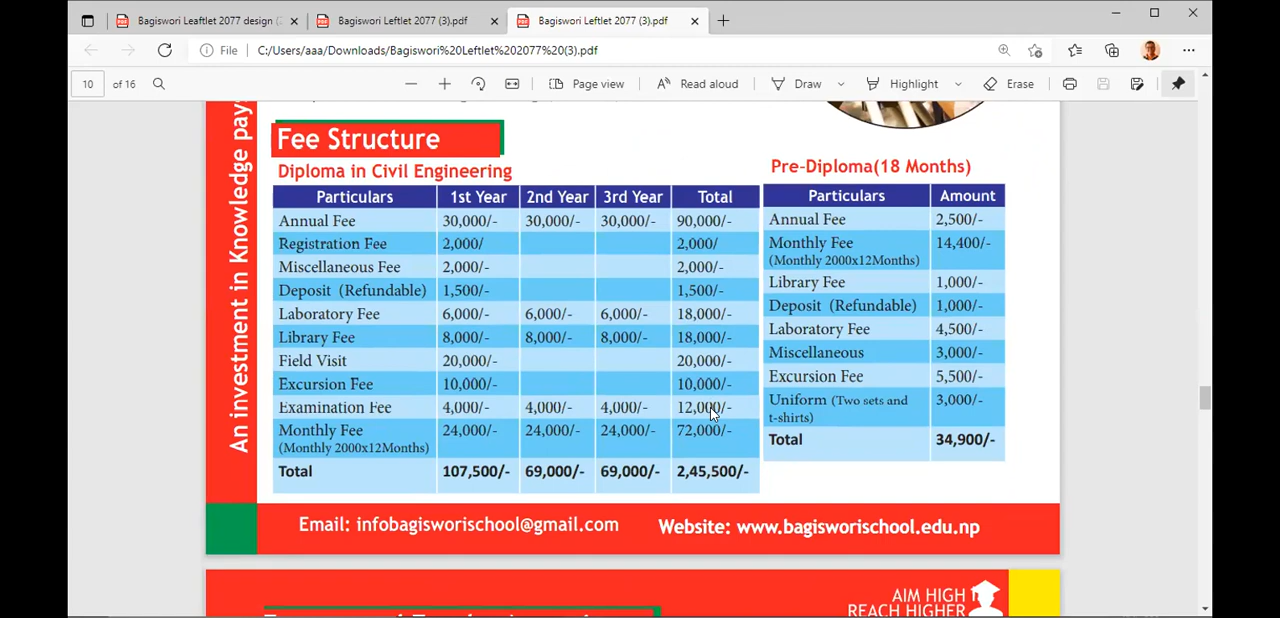 Bagiswori Leaftlet 2077 design (
Bagiswori Leftlet 2077 (3).pdf
Bagiswori Leftlet 2077 (3).pdf
File
C:/Users/aaa/Downloads/Bagiswori%20Leftlet%202077%20(3).pdf
10 of 16
Page view
Read aloud
Draw
Highlight
Erase
An investment in Knowledge pay
Fee Structure
Diploma in Civil Engineering
Particulars 1st Year 2nd Year 3rd Year Total
Annual Fee 30,000/- 30,000/- 30,000/- 90,000/-
Registration Fee 2,000/ 2,000/
Miscellaneous Fee 2,000/- 2,000/-
Deposit (Refundable) 1,500/- 1,500/-
Laboratory Fee 6,000/- 6,000/- 6,000/- 18,000/-
Library Fee 8,000/- 8,000/- 8,000/- 18,000/-
Field Visit 20,000/- 20,000/-
Excursion Fee 10,000/- 10,000/-
Examination Fee 4,000/- 4,000/- 4,000/- 12,000/-
Monthly Fee 24,000/- 24,000/- 24,000/- 72,000/-
(Monthly 2000x12Months)
Total 107,500/- 69,000/- 69,000/- 2,45,500/-
Pre-Diploma(18 Months)
Particulars Amount
Annual Fee 2,500/-
Monthly Fee 14,400/-
(Monthly 2000x12Months)
Library Fee 1,000/-
Deposit (Refundable) 1,000/-
Laboratory Fee 4,500/-
Miscellaneous 3,000/-
Excursion Fee 5,500/-
Uniform (Two sets and 3,000/-
t-shirts)
Total 34,900/-
Email: infobagisworischool@gmail.com
Website: www.bagisworischool.edu.np
AIM HIGH
REACH HIGHER